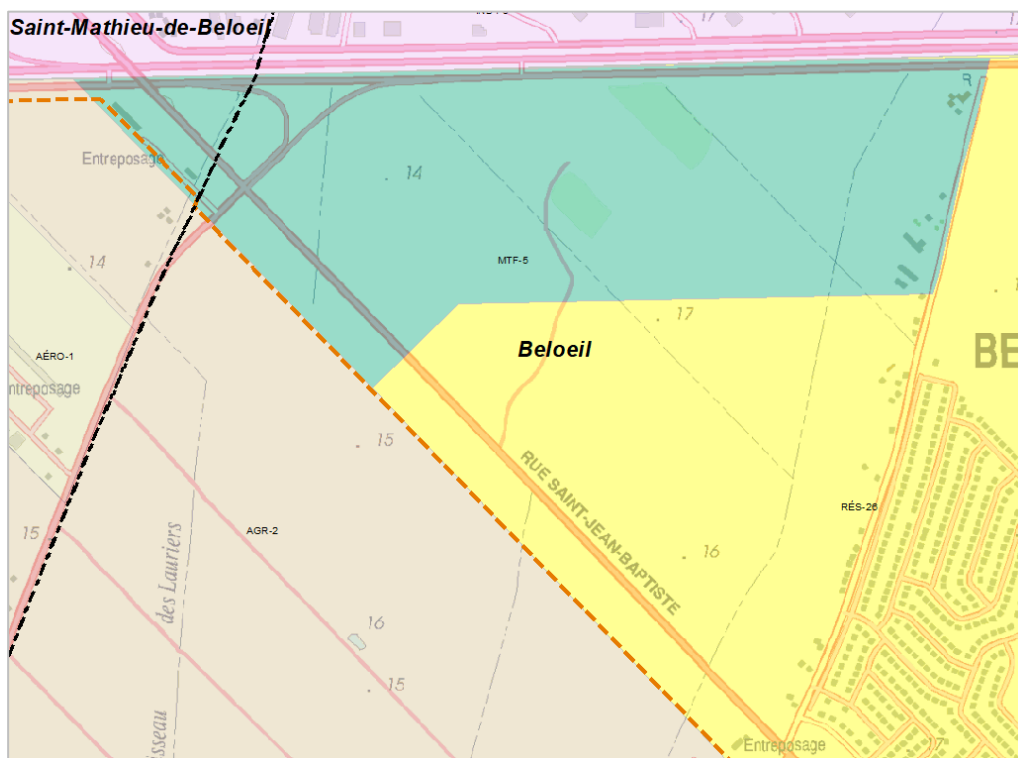 Saint-Mathieu-de-Beloeil
17
R
Entreposage
14
MTF-5
14
17
Beloeil
BE
AÉRO-1
Entreposage
15
RUE SAINT-JEAN-BAPTISTE
RÉS-26
15
AGR-2
16
des Lauriers
16
15
Entreposage
17